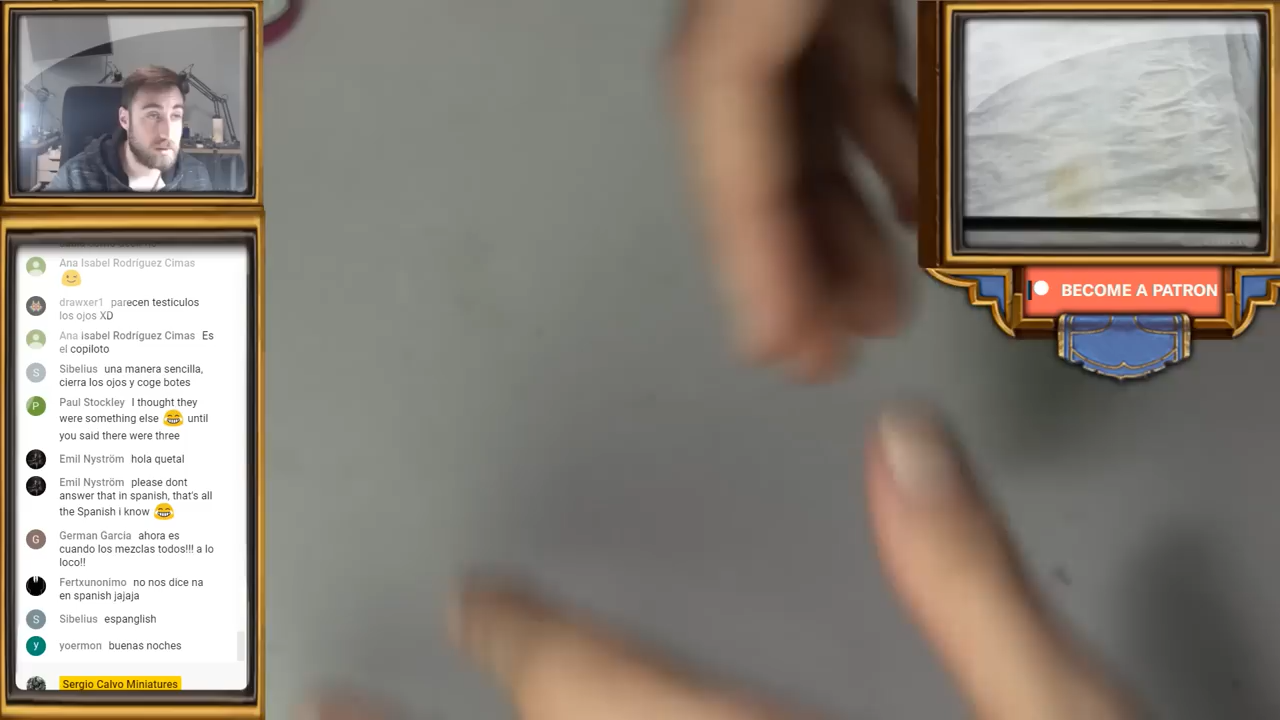 Ana Isabel Rodríguez Cimas
drawxer1 parecen testiculos
los ojos XD
Ana isabel Rodríguez Cimas Es
el copiloto
Sibelius una manera sencilla,
cierra los ojos y coge botes
Paul Stockley I thought they
were something else 😂 until
you said there were three
Emil Nyström hola quetal
Emil Nyström please dont
answer that in spanish, that's all
the Spanish i know 😂
German Garcia ahora es
cuando los mezclas todos!!! a lo
loco!!
Fertxunonimo no nos dice na
en spanish jajaja
Sibelius espanglish
yoermon buenas noches
Sergio Calvo Miniatures
BECOME A PATRON